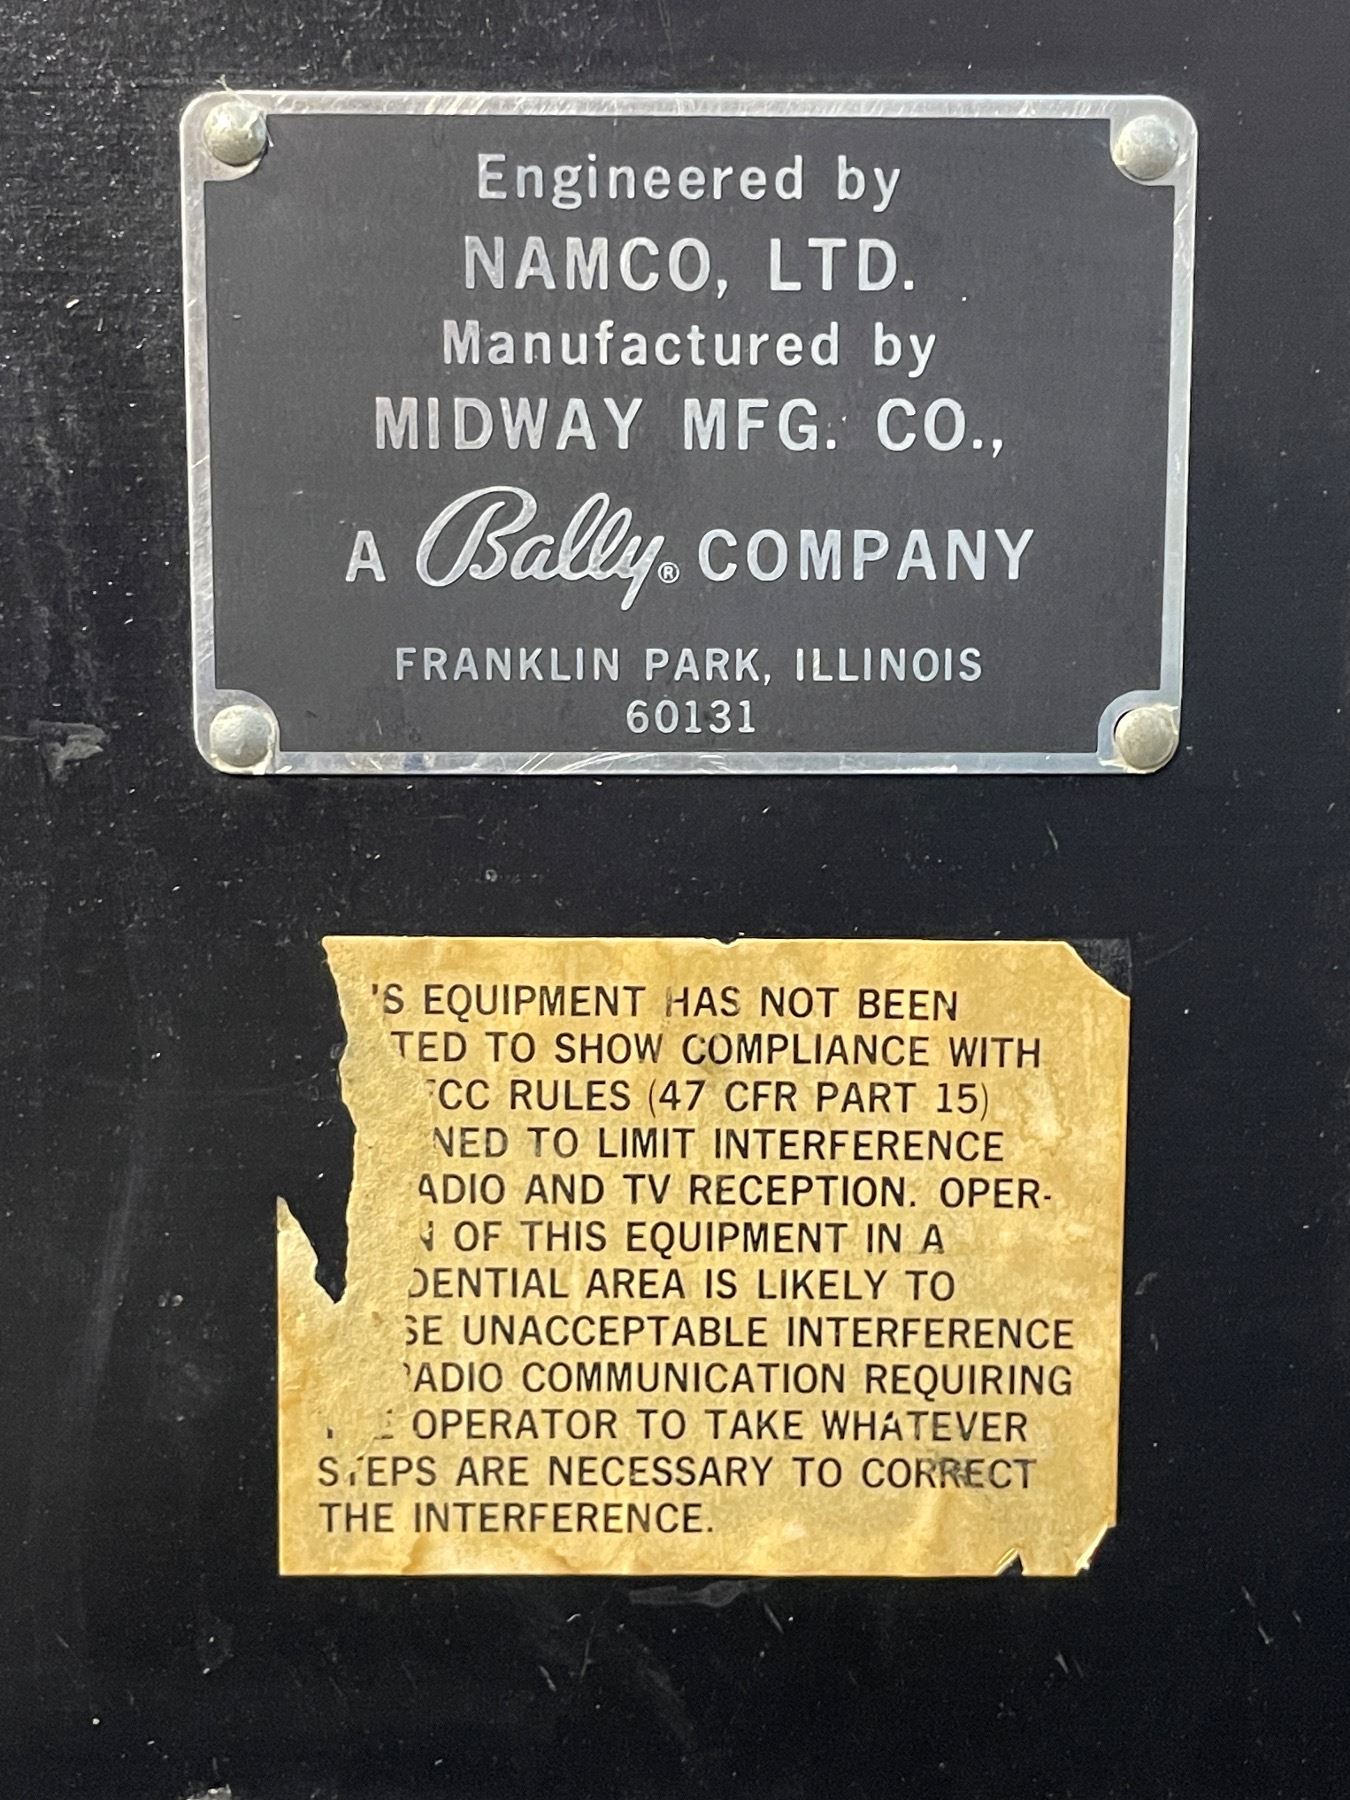 Engineered by
NAMCO, LTD.
Manufactured by
MIDWAY MFG. CO.,
A Bally® COMPANY
FRANKLIN PARK, ILLINOIS
60131
'S EQUIPMENT HAS NOT BEEN
TED TO SHOW COMPLIANCE WITH
FCC RULES (47 CFR PART 15)
NED TO LIMIT INTERFERENCE
ADIO AND TV RECEPTION. OPER-
N OF THIS EQUIPMENT IN A
DENTIAL AREA IS LIKELY TO
SE UNACCEPTABLE INTERFERENCE
RADIO COMMUNICATION REQUIRING
OPERATOR TO TAKE WHATEVER
STEPS ARE NECESSARY TO CORRECT
THE INTERFERENCE.